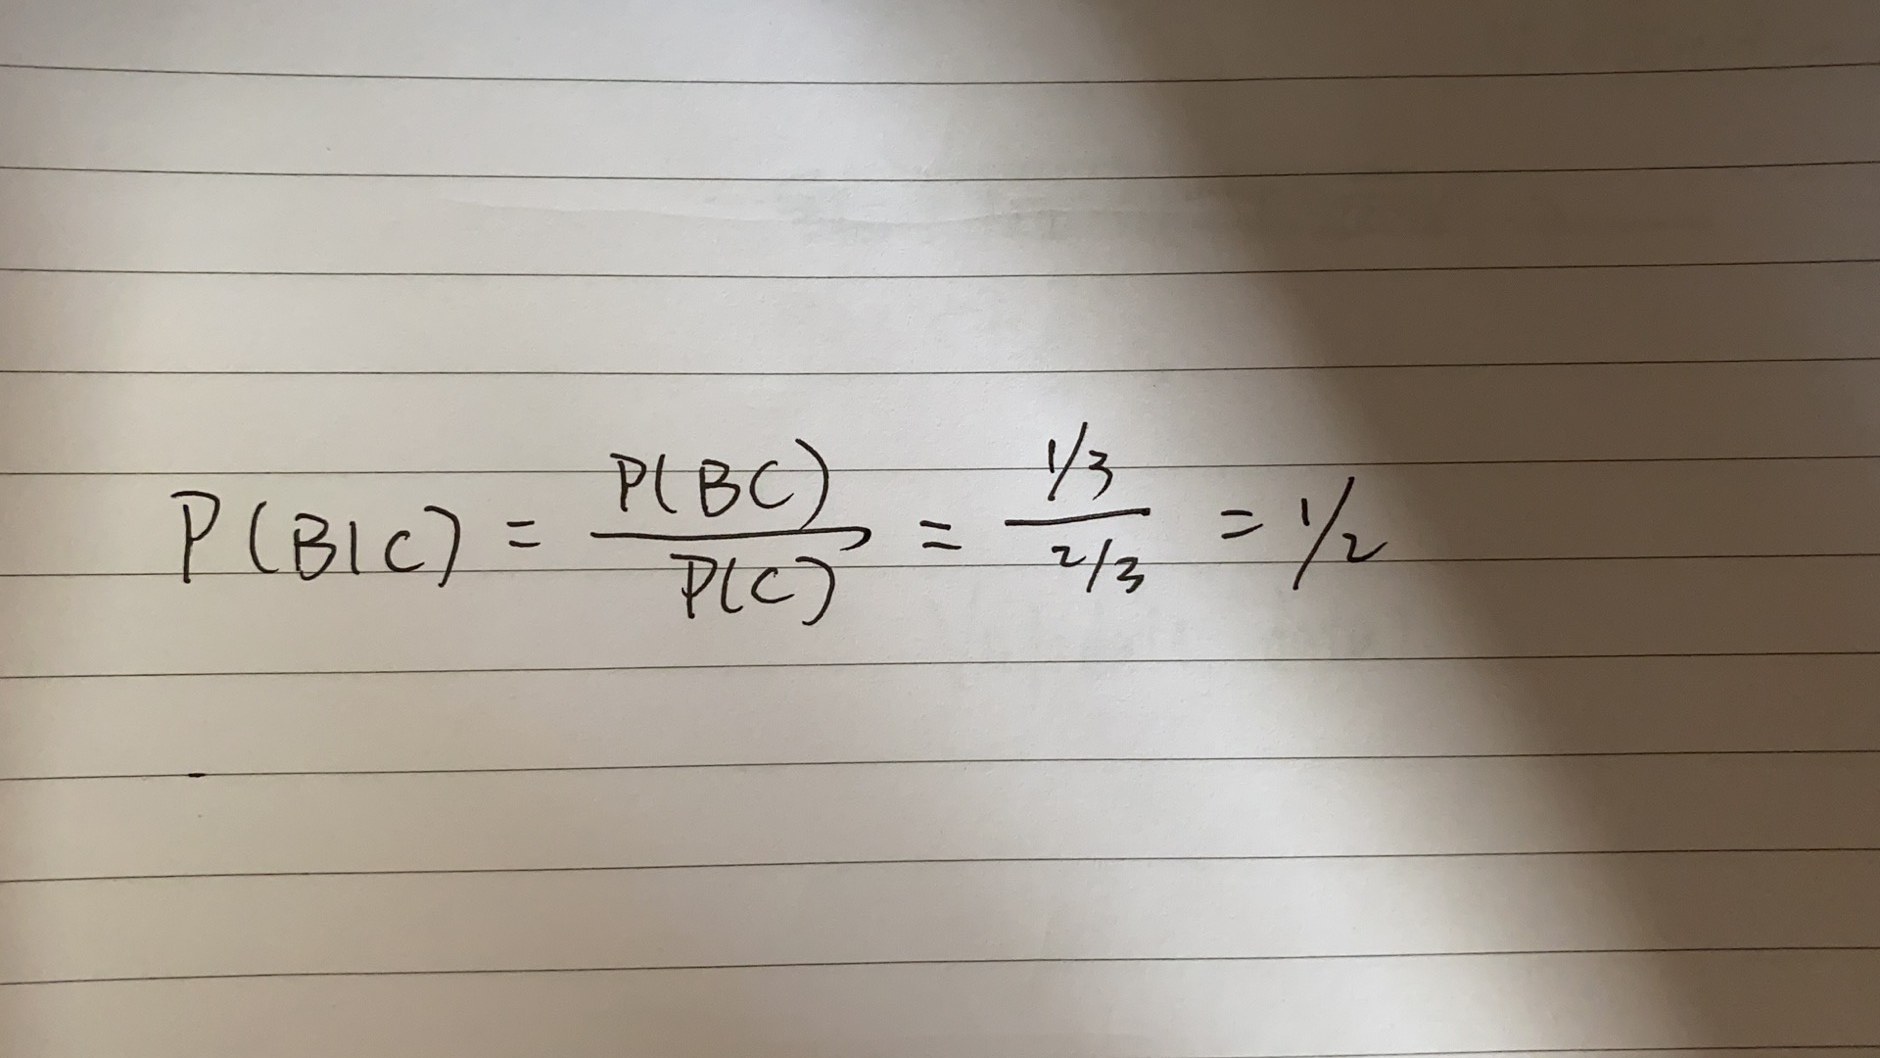 P(B|C) = P(BC)/P(C) = 1/3 / 2/3 = 1/2